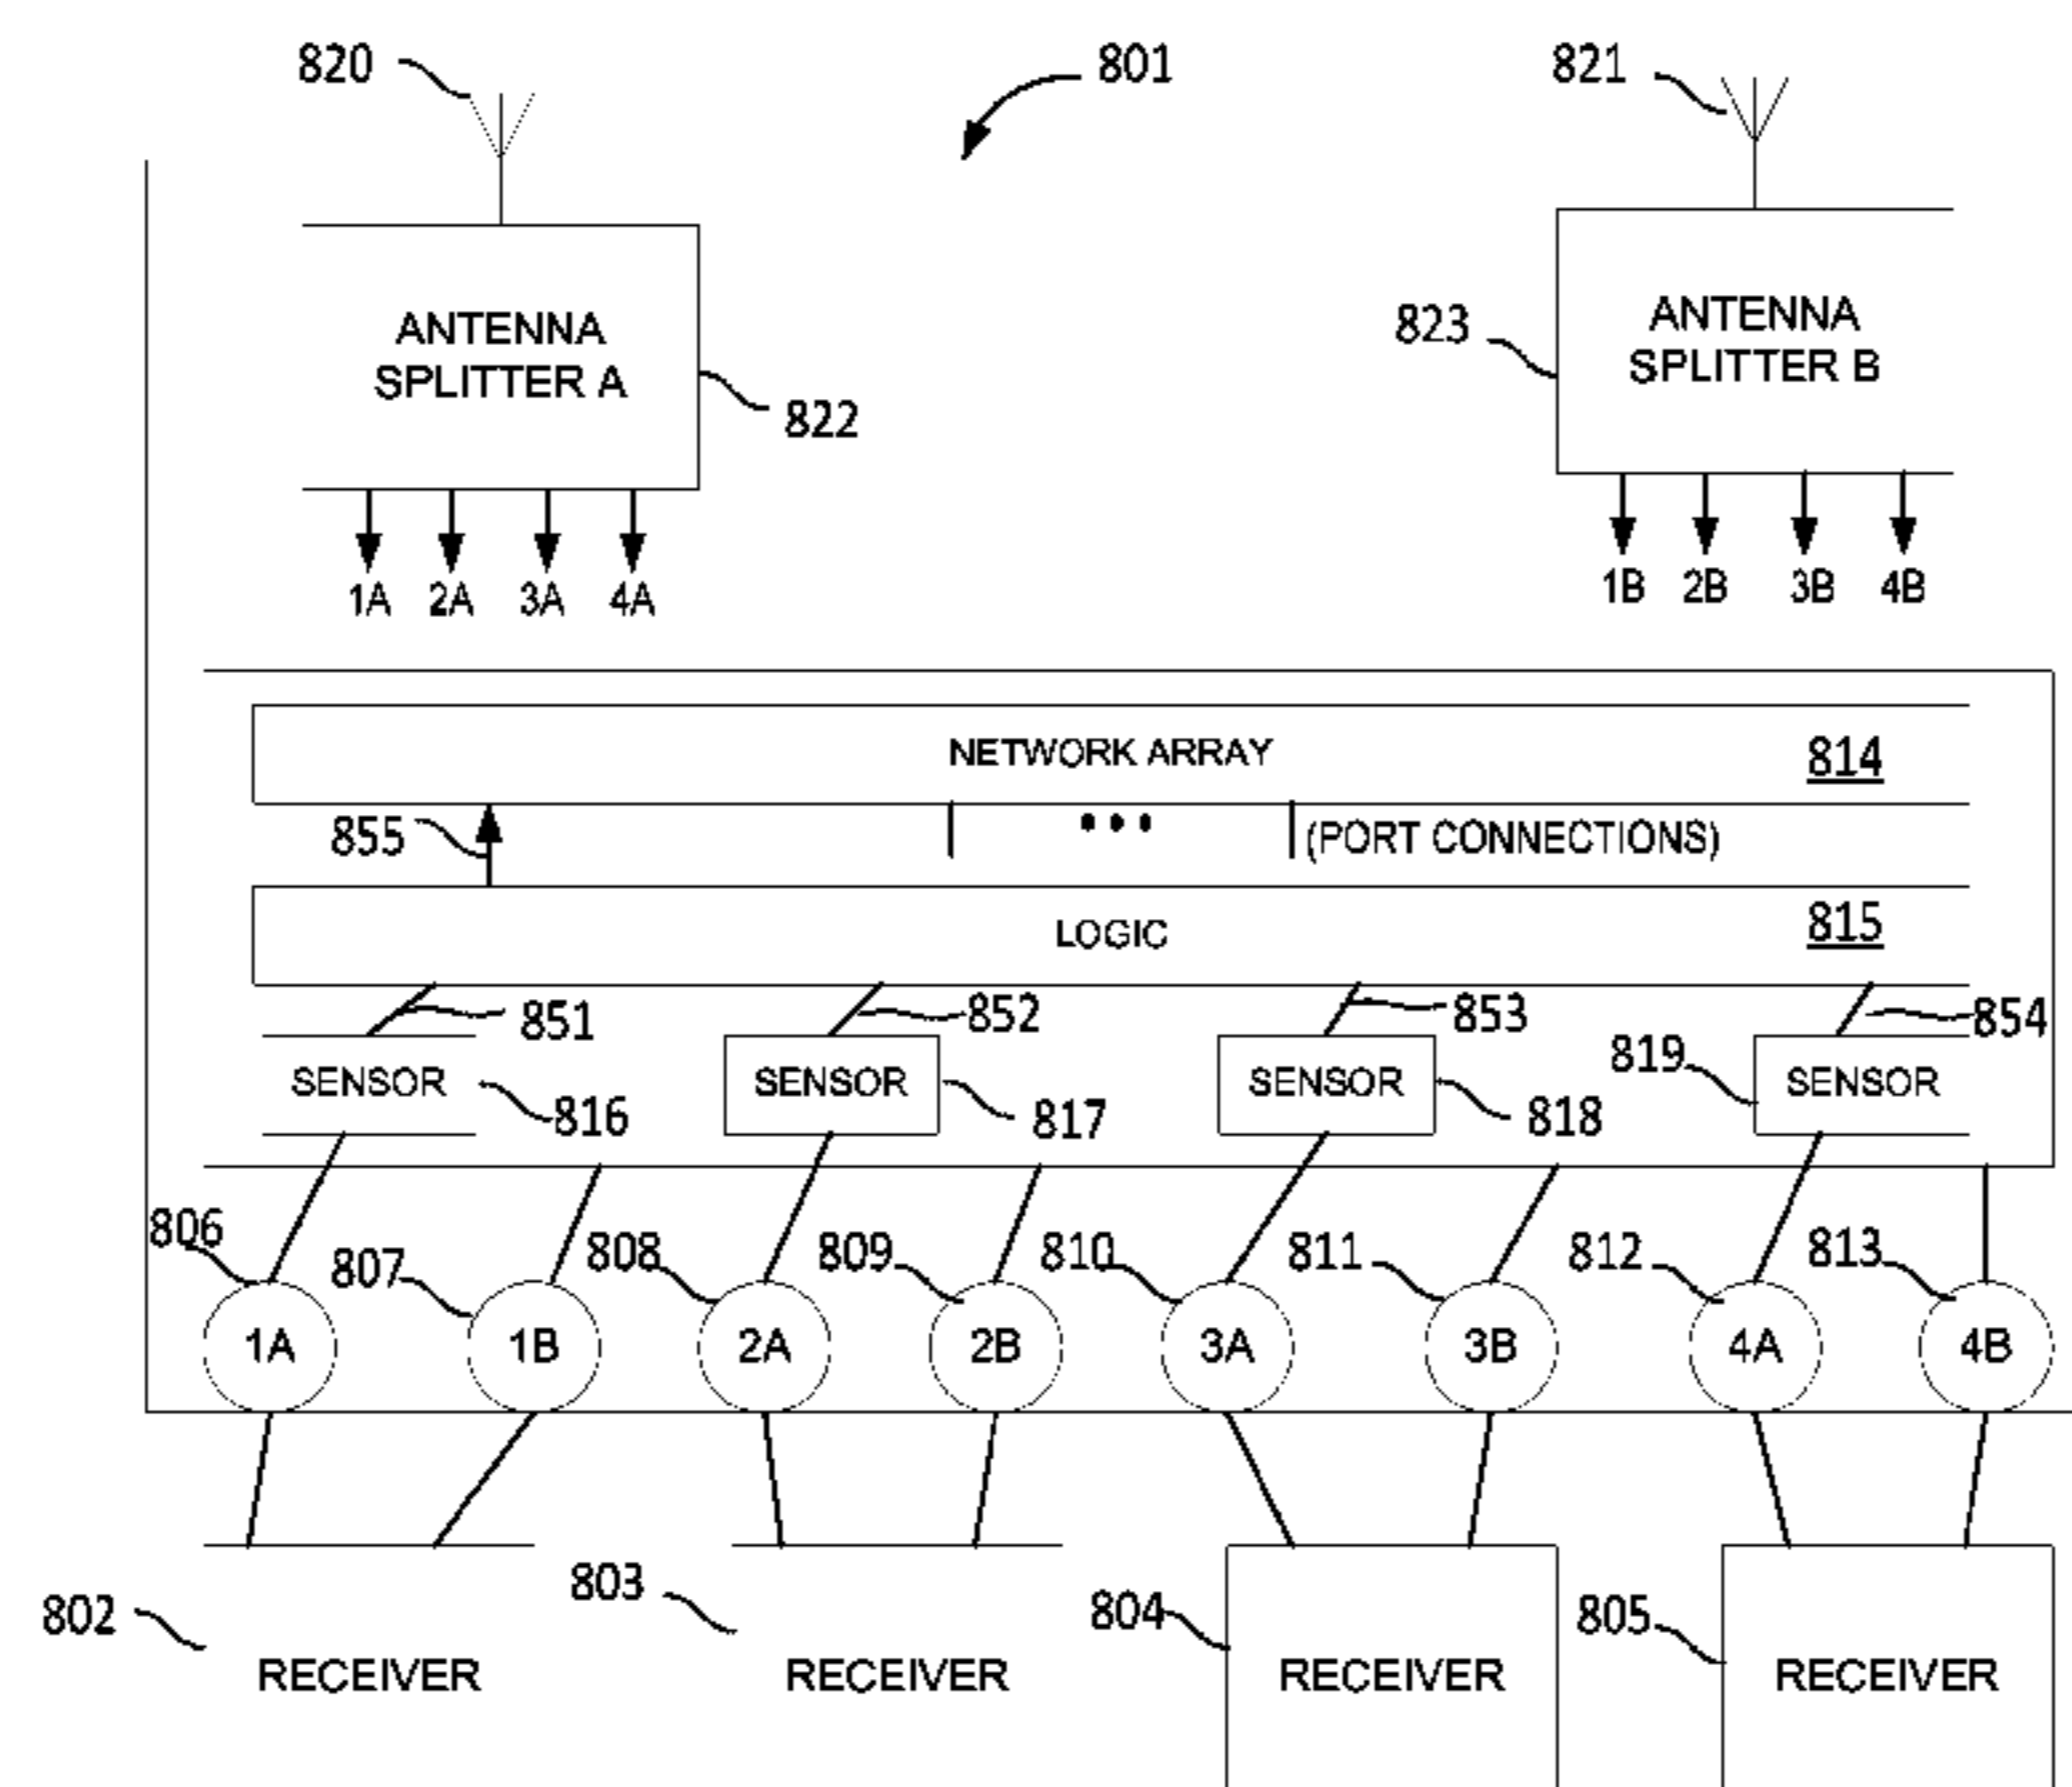 820
801
821
ANTENNA
SPLITTER A
822
823
ANTENNA
SPLITTER B
1A 2A 3A 4A
1B 2B 3B 4B
NETWORK ARRAY
814
855
••• (PORT CONNECTIONS)
LOGIC
815
851
852
853
854
SENSOR
816
SENSOR
817
SENSOR
818
819
SENSOR
806
807
808
809
810
811
812
813
1A
1B
2A
2B
3A
3B
4A
4B
802
RECEIVER
803
RECEIVER
804
RECEIVER
805
RECEIVER